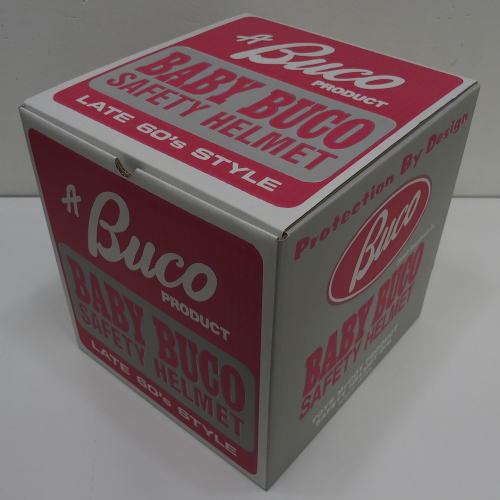 A Buco
PRODUCT
BABY BUCO
SAFETY HELMET
LATE 60's STYLE
A Buco
PRODUCT
BABY BUCO
SAFETY HELMET
LATE 60's STYLE
Protection By Design
Buco
BABY BUCO
SAFETY HELMET